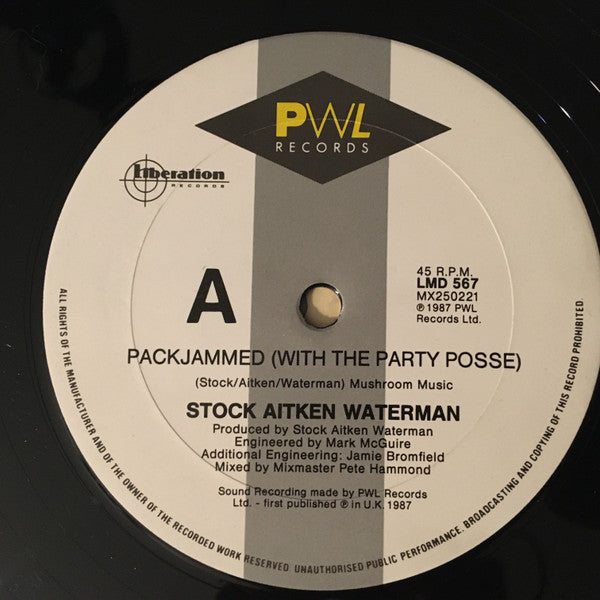 PWL
RECORDS
Liberation
RECORDS
A
45 R.P.M.
LMD 567
MX250221
℗ 1987 PWL
Records Ltd.
PACKJAMMED (WITH THE PARTY POSSE)
(Stock/Aitken/Waterman) Mushroom Music
STOCK AITKEN WATERMAN
Produced by Stock Aitken Waterman
Engineered by Mark McGuire
Additional Engineering: Jamie Bromfield
Mixed by Mixmaster Pete Hammond
Sound Recording made by PWL Records
Ltd. - first published ℗ in U.K. 1987
ALL RIGHTS OF THE MANUFACTURER AND OF THE OWNER OF THE RECORDED WORK RESERVED. UNAUTHORISED PUBLIC PERFORMANCE. BROADCASTING AND COPYING OF THIS RECORD PROHIBITED.